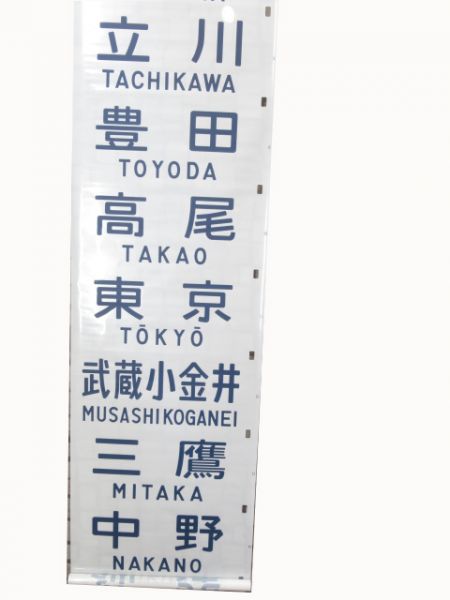 立川
TACHIKAWA
豊田
TOYODA
高尾
TAKAO
東京
TŌKYŌ
武蔵小金井
MUSASHIKOGANEI
三鷹
MITAKA
中野
NAKANO